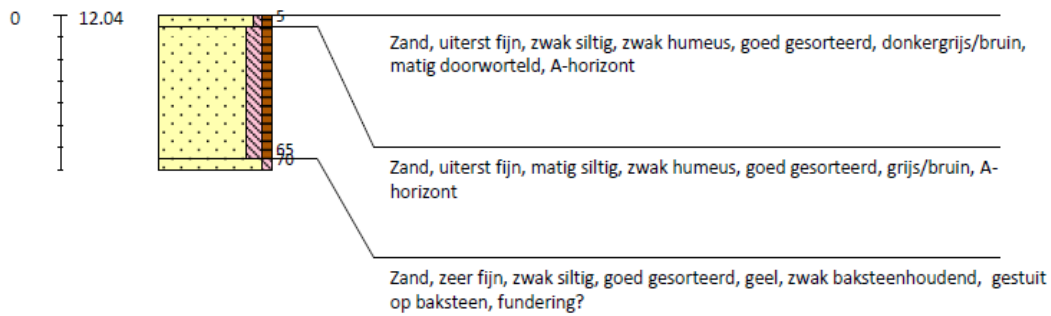 0 12.04 5
Zand, uiterst fijn, zwak siltig, zwak humeus, goed gesorteerd, donkergrijs/bruin,
matig doorworteld, A-horizont
65
70
Zand, uiterst fijn, matig siltig, zwak humeus, goed gesorteerd, grijs/bruin, A-
horizont
Zand, zeer fijn, zwak siltig, goed gesorteerd, geel, zwak baksteenhoudend, gestuit
op baksteen, fundering?